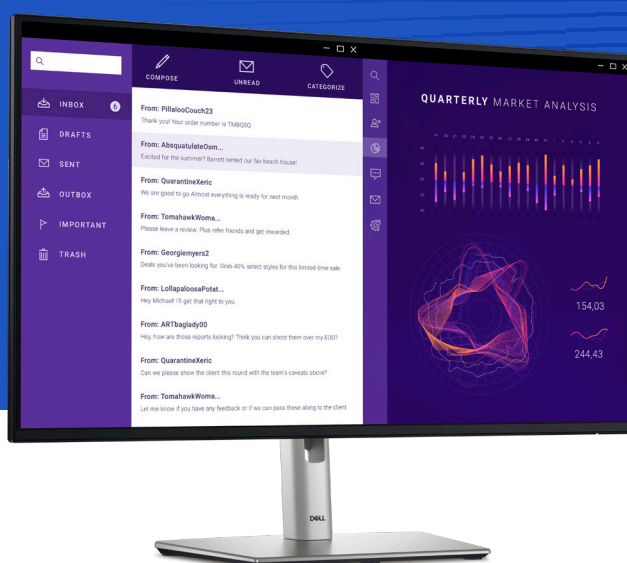 COMPOSE
UNREAD
CATEGORIZE
INBOX 6
DRAFTS
SENT
OUTBOX
IMPORTANT
TRASH
From: PillalooCouch23
Thank you! Your order number is TMBQ5Q
From: AbsquatulateOsm...
Excited for the summer? Barrett rented our fav beach house!
From: QuarantineXeric
We are good to go Almost everything is ready for next month
From: TomahawkWoma...
Please leave a review. Plus refer friends and get rewarded.
From: Georgiemyers2
Deals you've been looking for. Grab 40% select styles for this limited time sale
From: LollapaloosaPotat...
Hey Michael! I'll get that right to you.
From: ARTbaglady00
Hey, how are those reports looking? Think you can shoot them over my EOD?
From: QuarantineXeric
Can we please show the client this round with the team's caveats above?
From: TomahawkWoma...
Let me know if you have any feedback or if we can pass these along to the client
QUARTERLY MARKET ANALYSIS
154,03
244,43
DELL